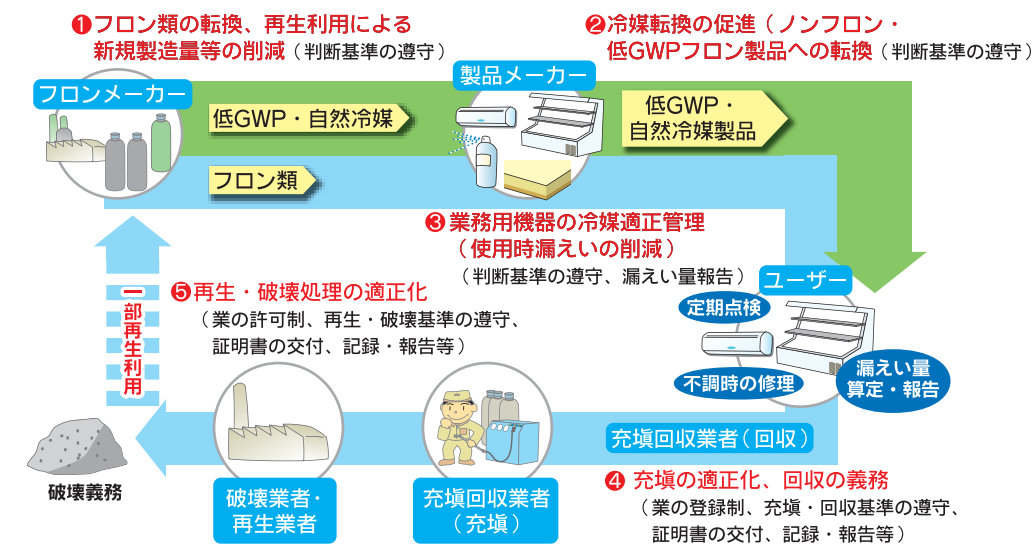 ❶フロン類の転換、再生利用による
新規製造量等の削減（判断基準の遵守）
❷冷媒転換の促進（ノンフロン・
低GWPフロン製品への転換（判断基準の遵守）
フロンメーカー
製品メーカー
低GWP・自然冷媒
低GWP・
自然冷媒製品
フロン類
❸業務用機器の冷媒適正管理
（使用時漏えいの削減）
（判断基準の遵守、漏えい量報告）
ユーザー
定期点検
不調時の修理
漏えい量
算定・報告
❺再生・破壊処理の適正化
（業の許可制、再生・破壊基準の遵守、
証明書の交付、記録・報告等）
一部再生利用
充塡回収業者（回収）
破壊義務
破壊業者・
再生業者
充塡回収業者
（充塡）
❹ 充塡の適正化、回収の義務
（業の登録制、充塡・回収基準の遵守、
証明書の交付、記録・報告等）